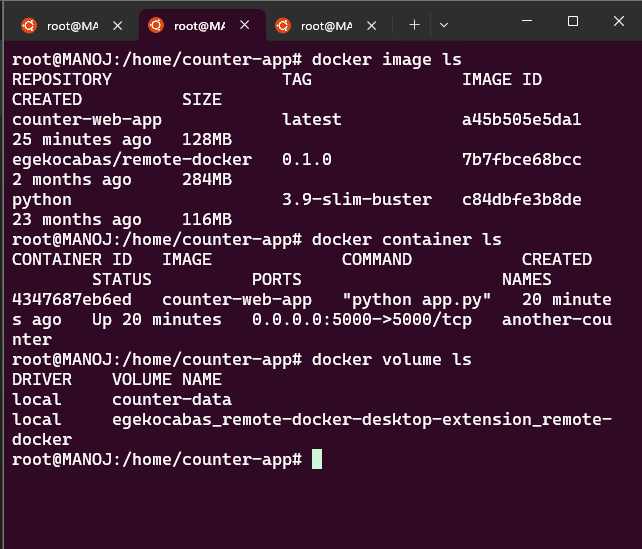 root@MAN
root@MAN
root@MA
root@MANOJ:/home/counter-app# docker image ls
REPOSITORY TAG IMAGE ID
CREATED SIZE
counter-web-app latest a45b505e5da1
25 minutes ago 128MB
egekocabas/remote-docker 0.1.0 7b7fbce68bcc
2 months ago 284MB
python 3.9-slim-buster c84dbfe3b8de
23 months ago 116MB
root@MANOJ:/home/counter-app# docker container ls
CONTAINER ID IMAGE COMMAND CREATED
STATUS PORTS NAMES
4347687eb6ed counter-web-app "python app.py" 20 minute
s ago Up 20 minutes 0.0.0.0:5000->5000/tcp another-cou
nter
root@MANOJ:/home/counter-app# docker volume ls
DRIVER VOLUME NAME
local counter-data
local egekocabas_remote-docker-desktop-extension_remote-
docker
root@MANOJ:/home/counter-app#